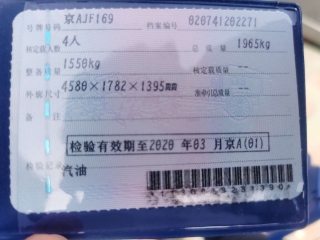 号牌号码 京AJF169 档案编号 020741202271
核定载人数 4人 总质量 1965kg
整备质量 1550kg 核定载质量 --
外廓尺寸 4580×1782×1395mm 准牵引总质量 --
备注
检验有效期至2020 年03 月京A(01)
检验记录 汽油